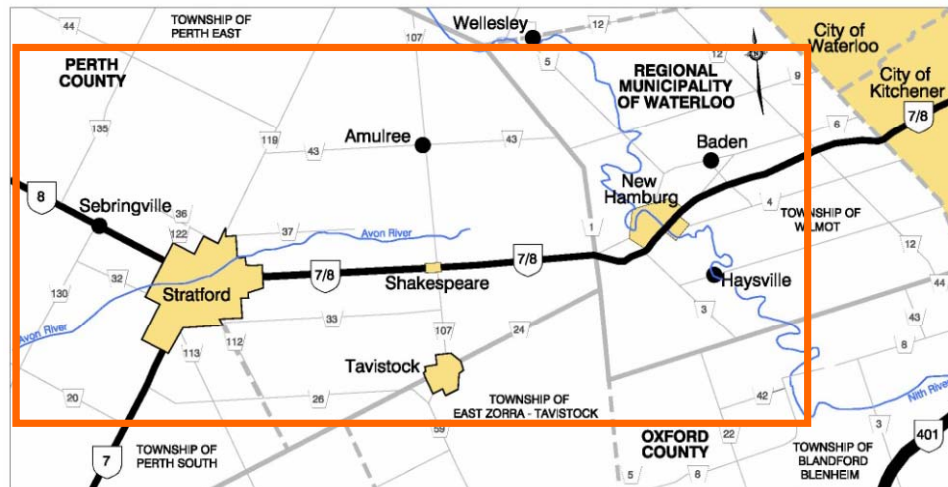 44
TOWNSHIP OF
PERTH EAST
107
Wellesley
12
City of
Waterloo
PERTH
COUNTY
5
REGIONAL
MUNICIPALITY
OF WATERLOO
12
9
City of
Kitchener
7/8
135
119
43
Amulree
43
Baden
6
8
Sebringville
36
122
37
Avon River
New
Hamburg
1
4
TOWNSHIP OF
WILMOT
12
7/8
7/8
Shakespeare
Stratford
32
130
Haysville
44
Avon River
33
107
24
3
43
113
112
Tavistock
8
20
26
TOWNSHIP OF
EAST ZORRA - TAVISTOCK
42
Nith River
59
22
3
401
OXFORD
COUNTY
TOWNSHIP OF
PERTH SOUTH
7
5
8
TOWNSHIP OF
BLANDFORD
BLENHEIM